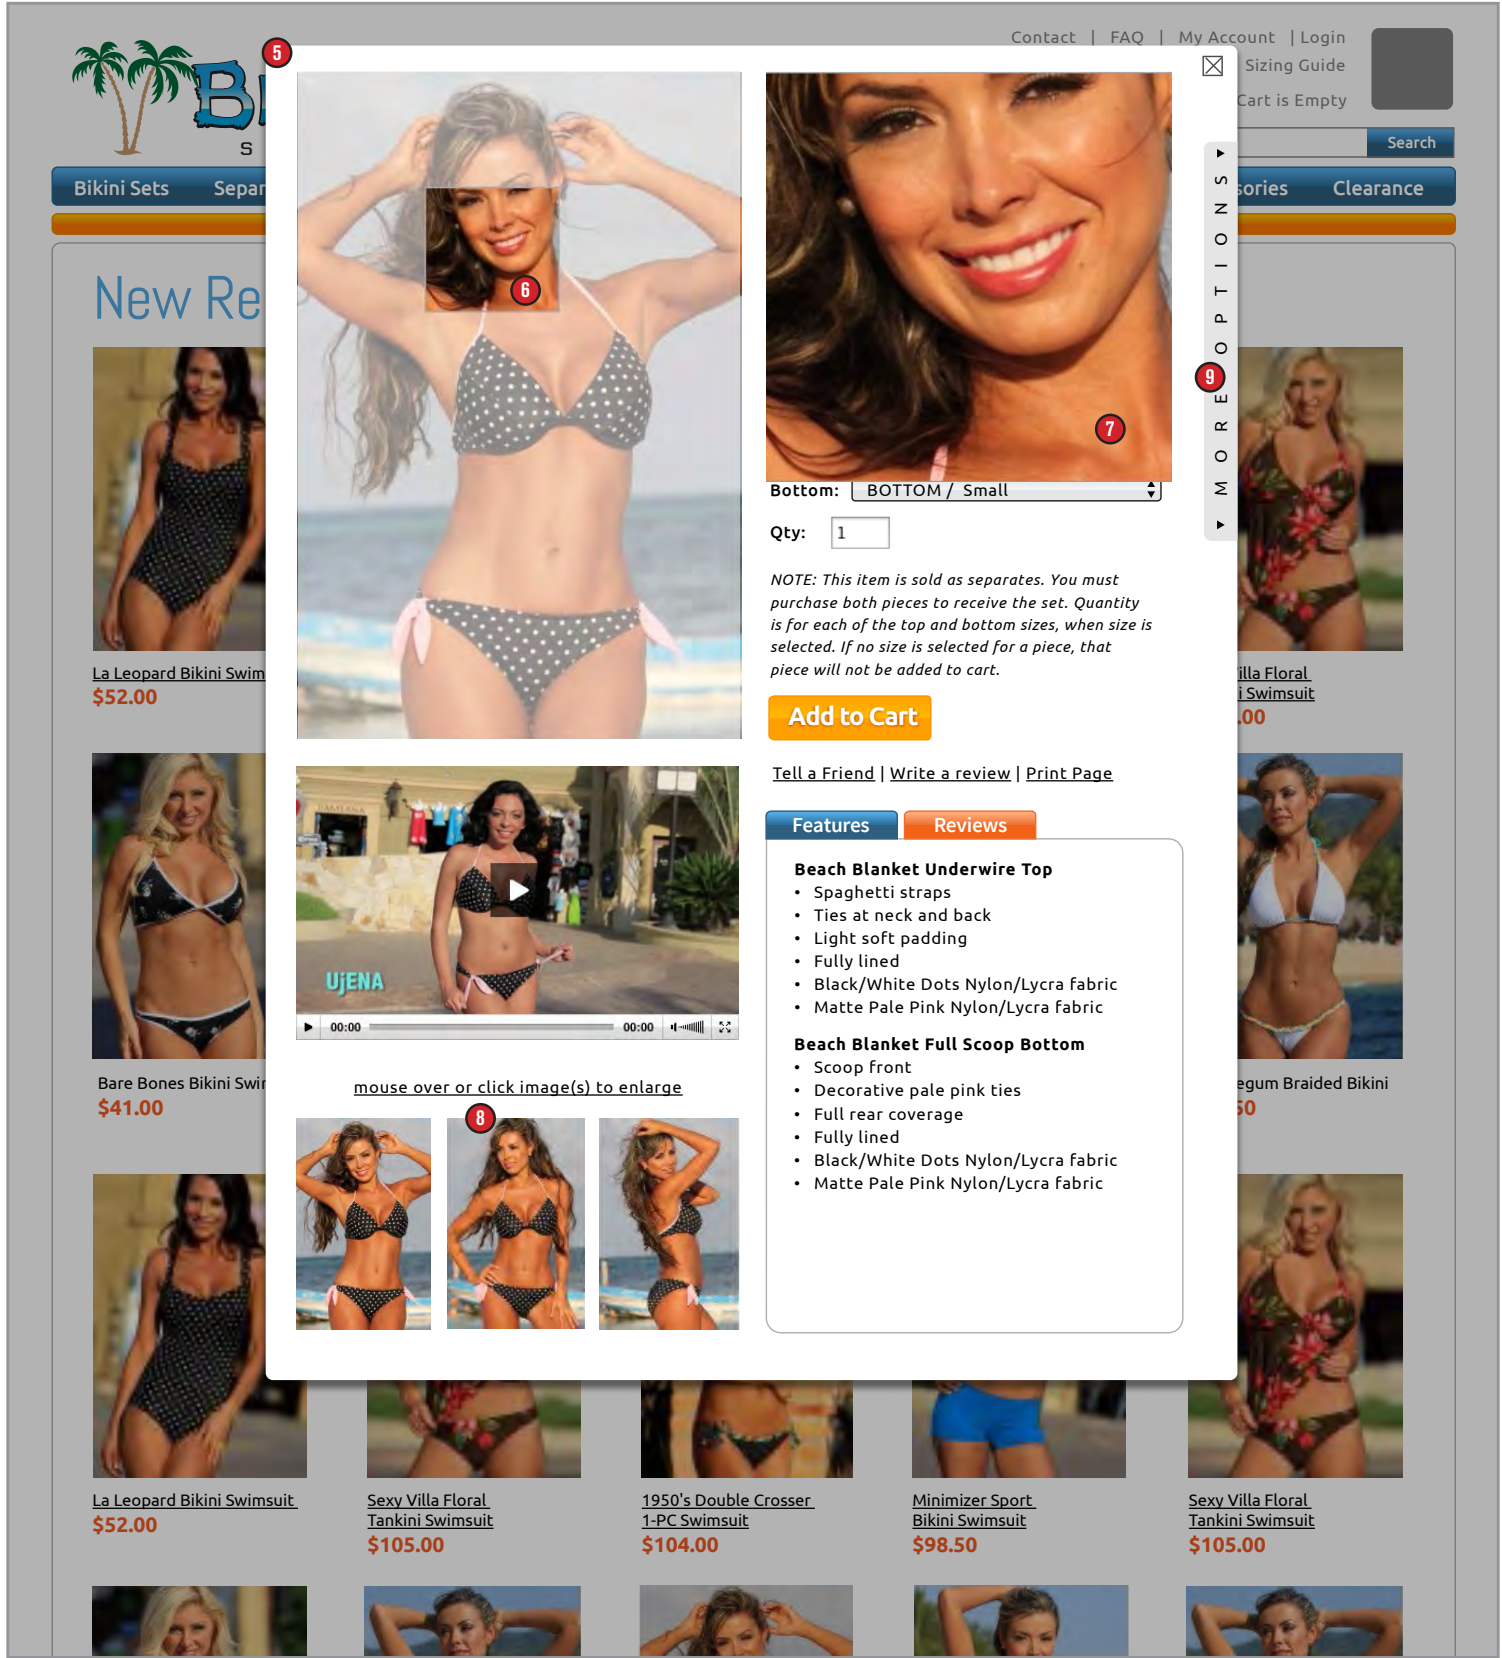 Contact | FAQ | My Account | Login
Sizing Guide
Cart is Empty
Search
B
S
Bikini Sets
Clearance
New Re
5
6
7
9
MORE OPTIONS
Bottom: BOTTOM / Small
Qty: 1
NOTE: This item is sold as separates. You must
purchase both pieces to receive the set. Quantity
is for each of the top and bottom sizes, when size is
selected. If no size is selected for a piece, that
piece will not be added to cart.
Add to Cart
Tell a Friend | Write a review | Print Page
Features
Reviews
Beach Blanket Underwire Top
• Spaghetti straps
• Ties at neck and back
• Light soft padding
• Fully lined
• Black/White Dots Nylon/Lycra fabric
• Matte Pale Pink Nylon/Lycra fabric
Beach Blanket Full Scoop Bottom
• Scoop front
• Decorative pale pink ties
• Full rear coverage
• Fully lined
• Black/White Dots Nylon/Lycra fabric
• Matte Pale Pink Nylon/Lycra fabric
UjENA
00:00
00:00
mouse over or click image(s) to enlarge
8
La Leopard Bikini Swim
$52.00
illa Floral
i Swimsuit
.00
Bare Bones Bikini Swi
$41.00
egum Braided Bikini
50
La Leopard Bikini Swimsuit
$52.00
Sexy Villa Floral
Tankini Swimsuit
$105.00
1950's Double Crosser
1-PC Swimsuit
$104.00
Minimizer Sport
Bikini Swimsuit
$98.50
Sexy Villa Floral
Tankini Swimsuit
$105.00